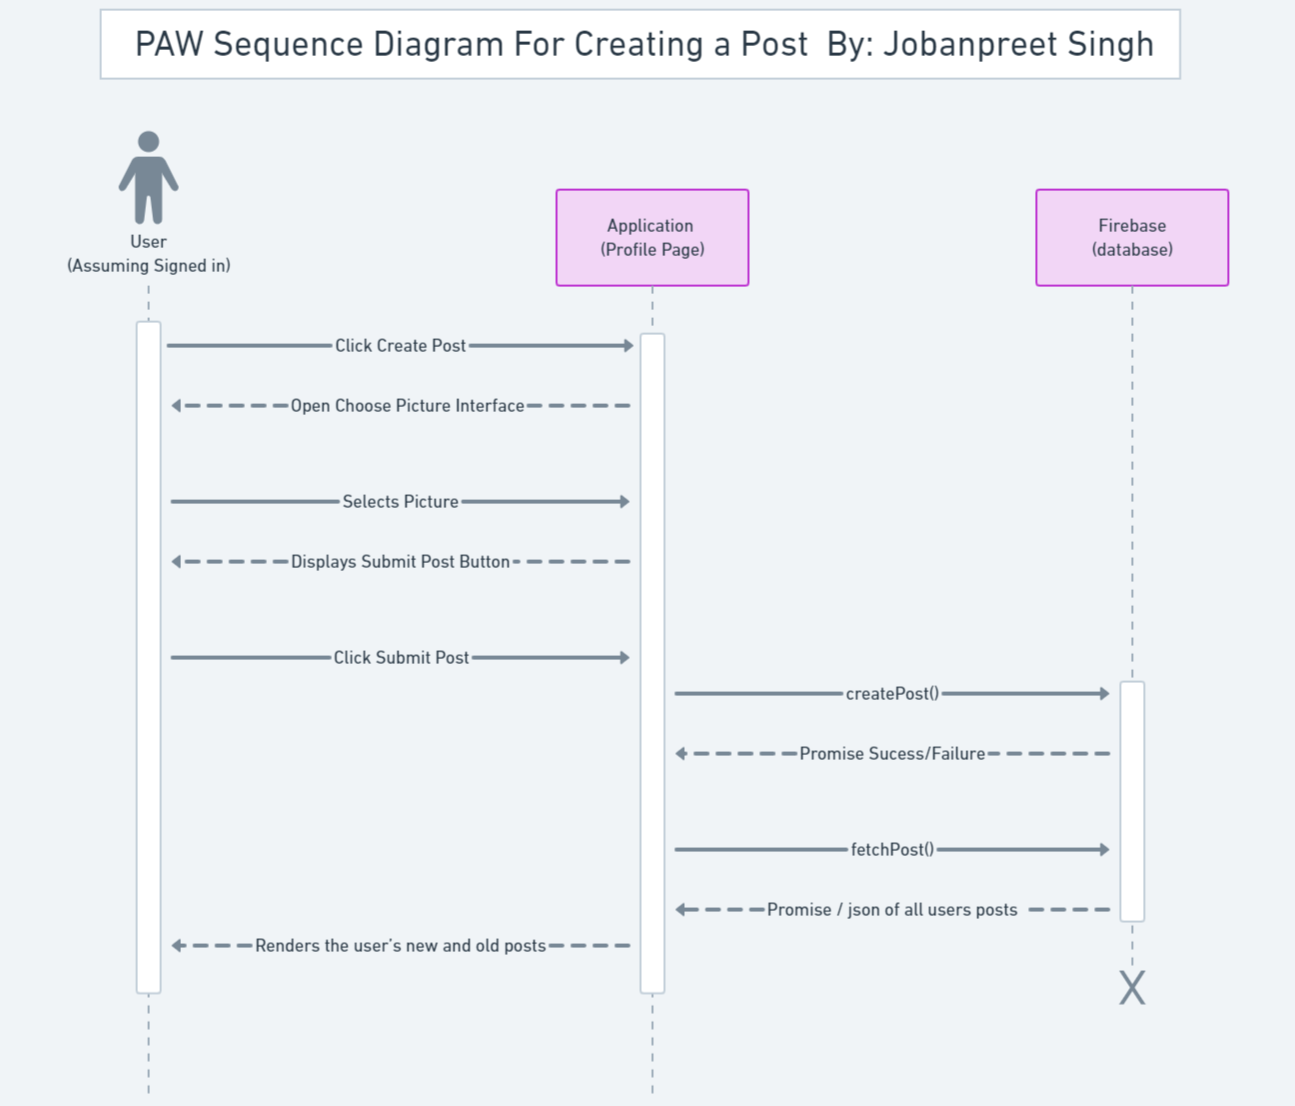 PAW Sequence Diagram For Creating a Post  By: Jobanpreet Singh
User
(Assuming Signed in)
Application
(Profile Page)
Firebase
(database)
Click Create Post
Open Choose Picture Interface
Selects Picture
Displays Submit Post Button
Click Submit Post
createPost()
Promise Sucess/Failure
fetchPost()
Promise / json of all users posts
Renders the user's new and old posts
X